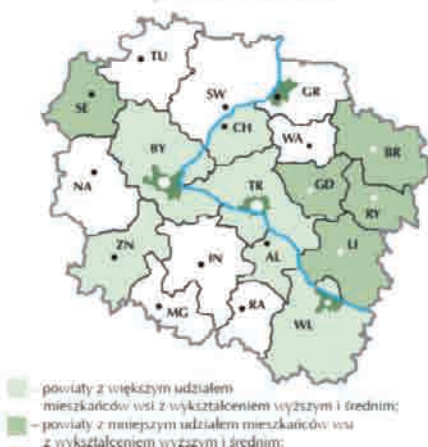 TU
SE
SW
GR
CH
BY
WA
BR
NA
TR
GD
RY
ZN
IN
AL
LI
MG
RA
WŁ
– powiaty z większym udziałem
mieszkańców wsi z wykształceniem wyższym i średnim;
– powiaty z mniejszym udziałem mieszkańców wsi
z wykształceniem wyższym i średnim;